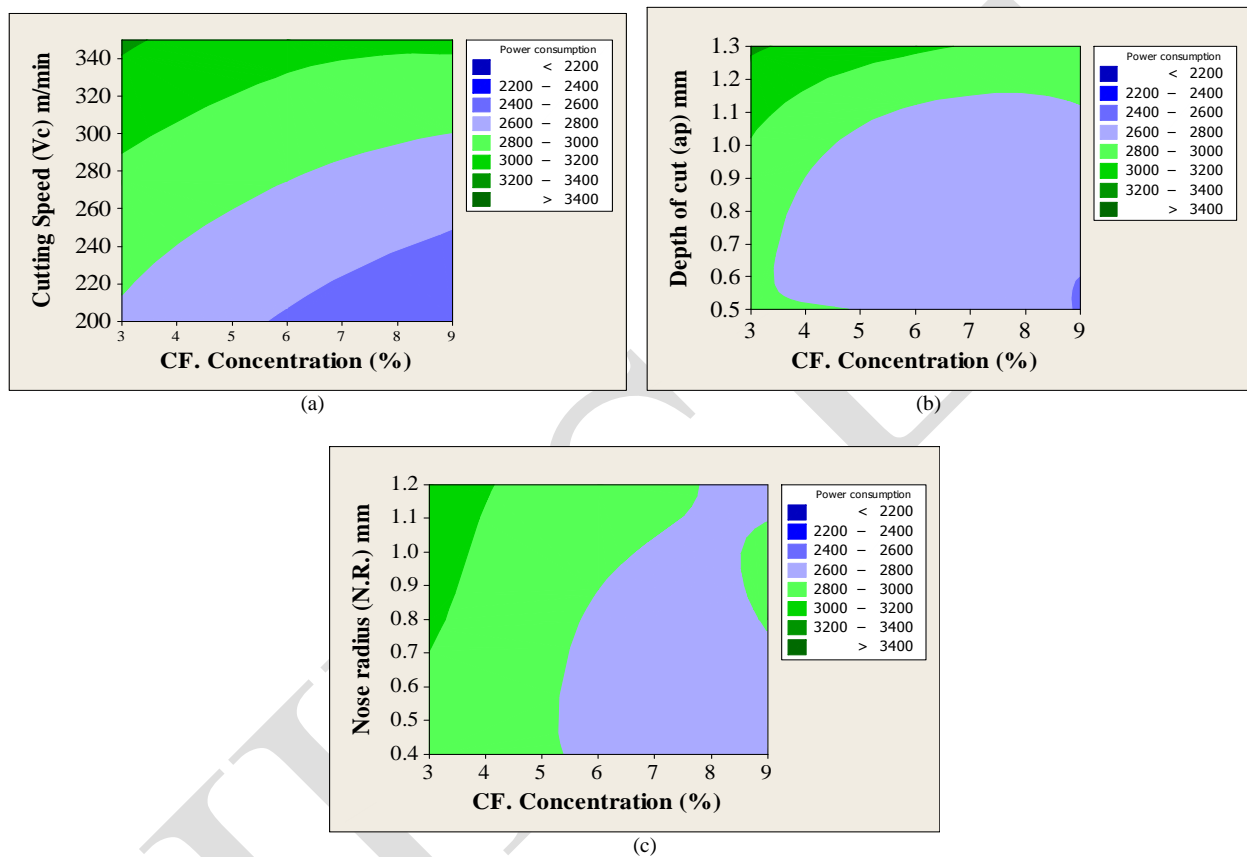 Cutting Speed (Vc) m/min
340
320
300
280
260
240
220
200
3 4 5 6 7 8 9
CF. Concentration (%)
Power consumption
< 2200
2200 – 2400
2400 – 2600
2600 – 2800
2800 – 3000
3000 – 3200
3200 – 3400
> 3400
(a)
Depth of cut (ap) mm
1.3
1.2
1.1
1.0
0.9
0.8
0.7
0.6
0.5
3 4 5 6 7 8 9
CF. Concentration (%)
Power consumption
< 2200
2200 – 2400
2400 – 2600
2600 – 2800
2800 – 3000
3000 – 3200
3200 – 3400
> 3400
(b)
Nose radius (N.R.) mm
1.2
1.1
1.0
0.9
0.8
0.7
0.6
0.5
0.4
3 4 5 6 7 8 9
CF. Concentration (%)
Power consumption
< 2200
2200 – 2400
2400 – 2600
2600 – 2800
2800 – 3000
3000 – 3200
3200 – 3400
> 3400
(c)